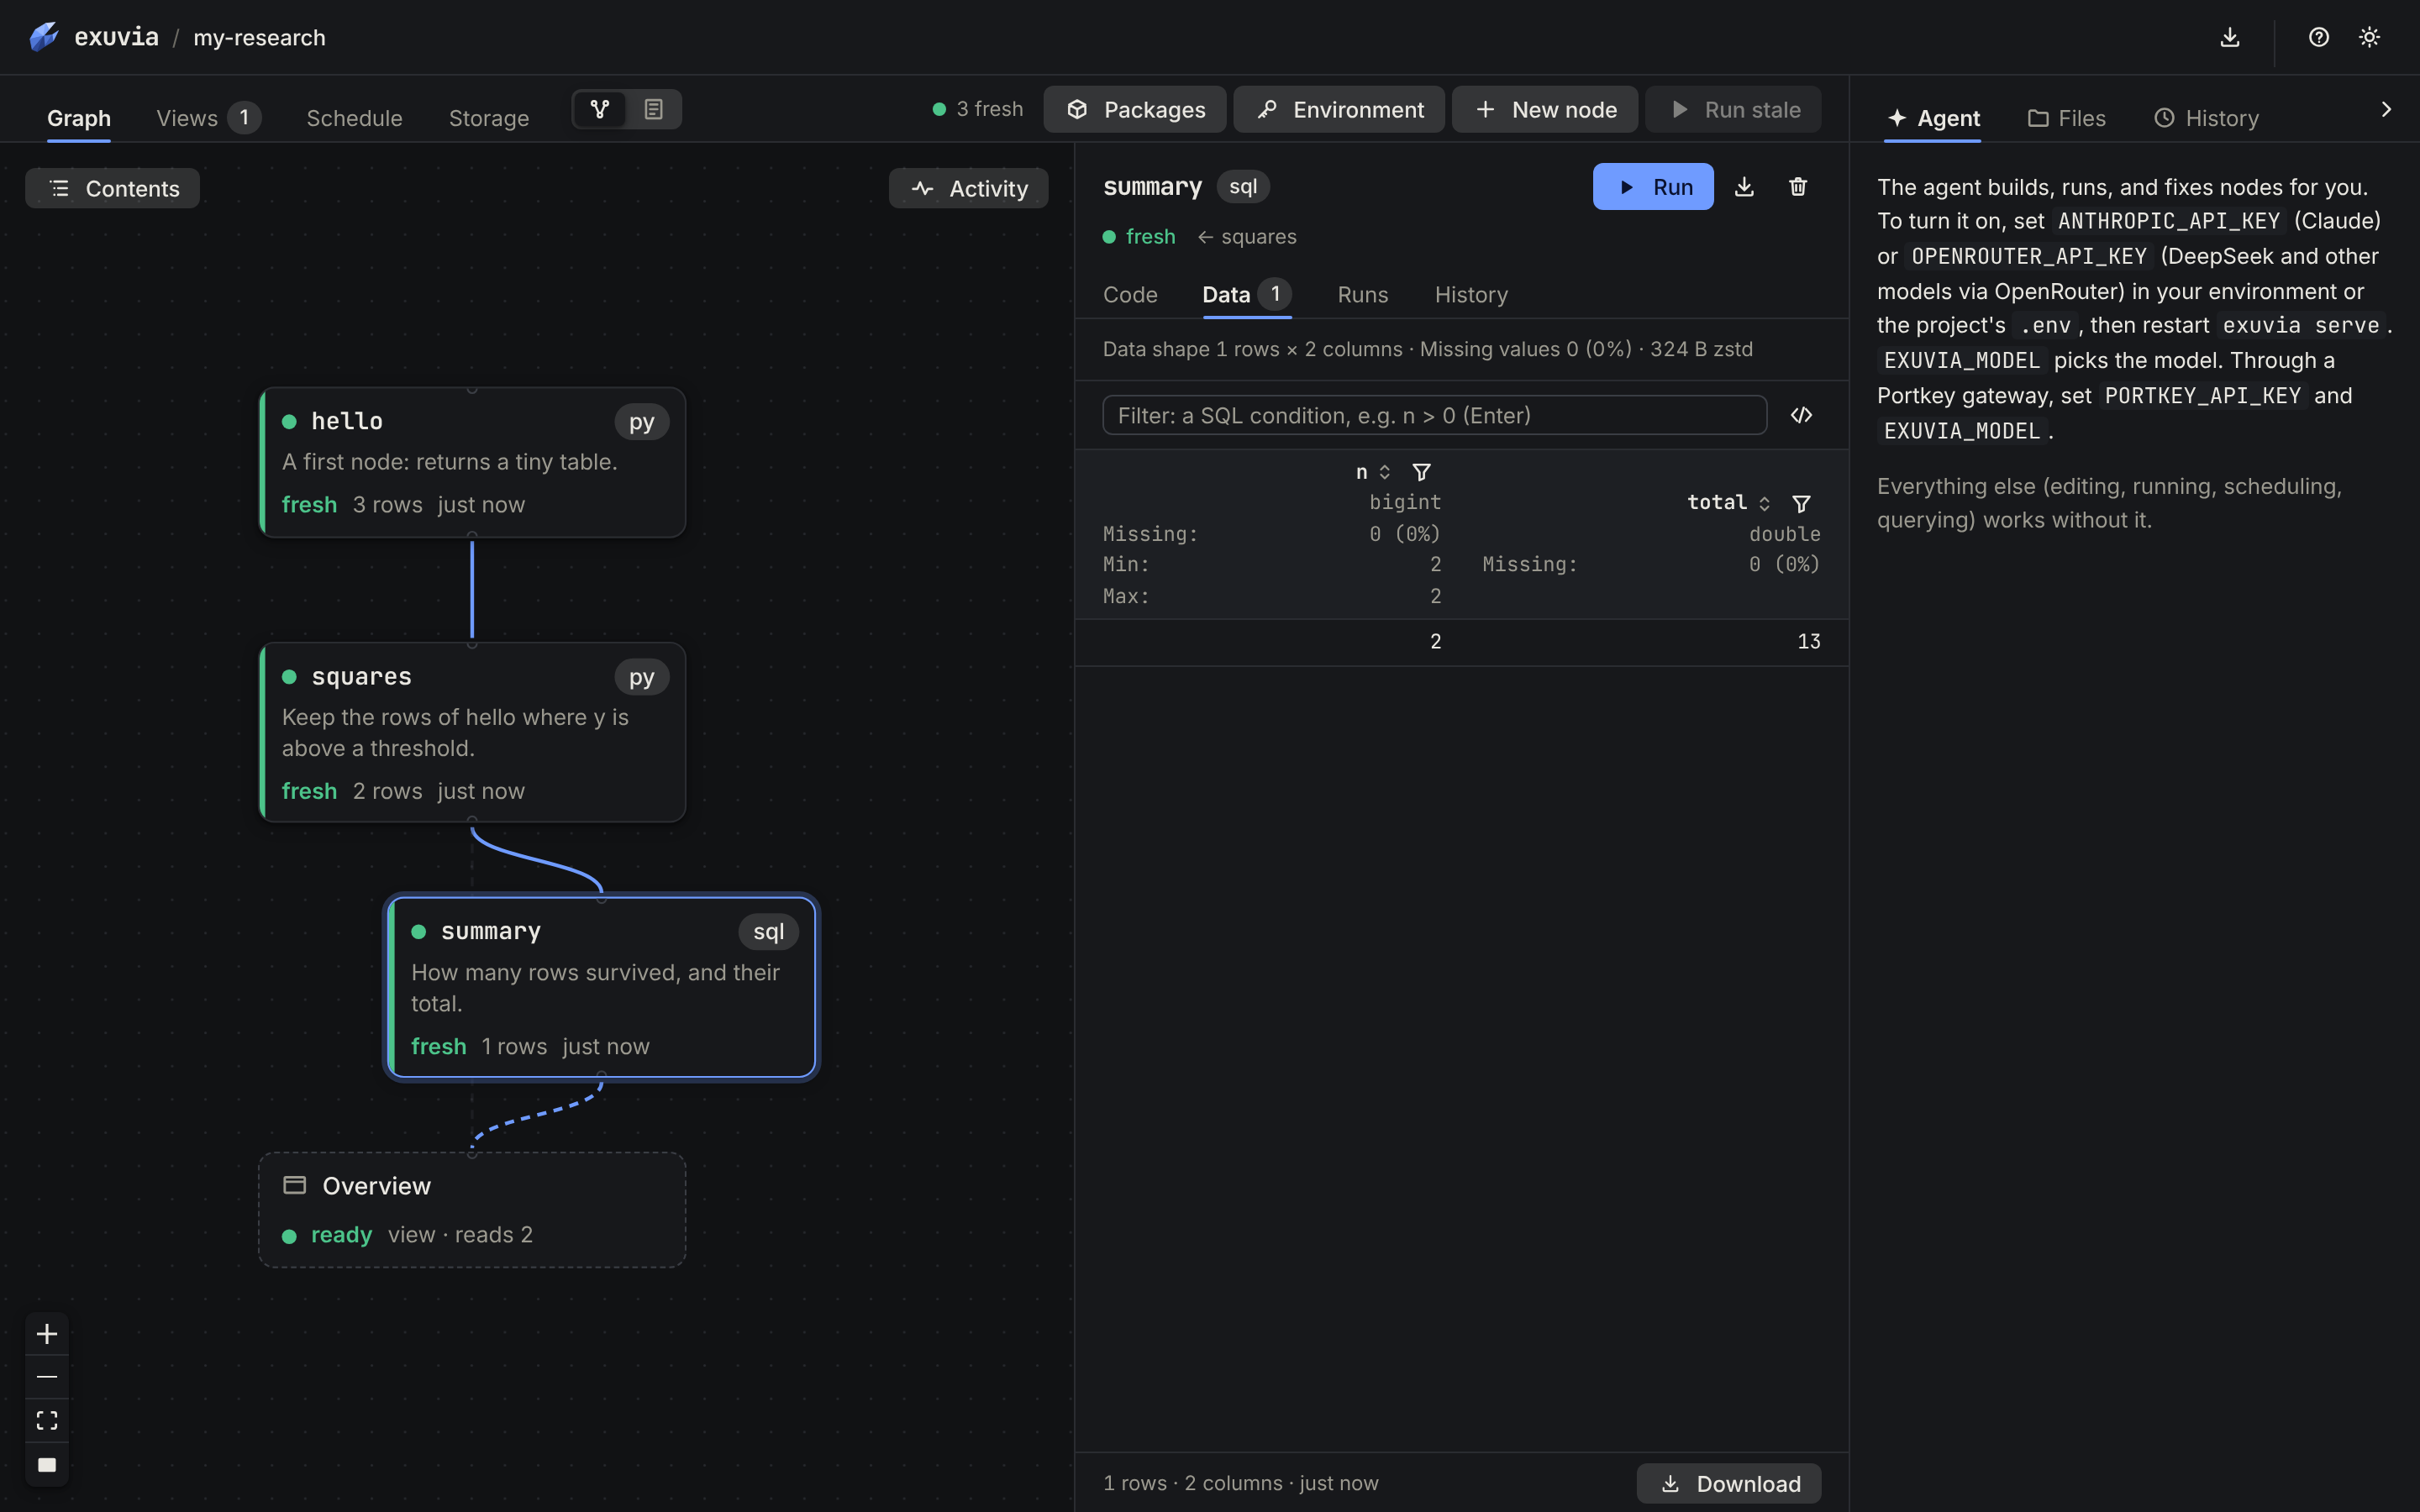 exuvia / my-research
Graph Views 1 Schedule Storage
3 fresh Packages Environment New node Run stale
Agent Files History
Contents
Activity
hello py
A first node: returns a tiny table.
fresh 3 rows just now
squares py
Keep the rows of hello where y is
above a threshold.
fresh 2 rows just now
summary sql
How many rows survived, and their
total.
fresh 1 rows just now
Overview
ready view · reads 2
summary sql Run
fresh ← squares
Code Data 1 Runs History
Data shape 1 rows × 2 columns · Missing values 0 (0%) · 324 B zstd
Filter: a SQL condition, e.g. n > 0 (Enter)
n
bigint
Missing: 0 (0%)
Min: 2
Max: 2
total
double
Missing: 0 (0%)
2 13
1 rows · 2 columns · just now Download
The agent builds, runs, and fixes nodes for you.
To turn it on, set ANTHROPIC_API_KEY (Claude)
or OPENROUTER_API_KEY (DeepSeek and other
models via OpenRouter) in your environment or
the project's .env, then restart exuvia serve.
EXUVIA_MODEL picks the model. Through a
Portkey gateway, set PORTKEY_API_KEY and
EXUVIA_MODEL.
Everything else (editing, running, scheduling,
querying) works without it.